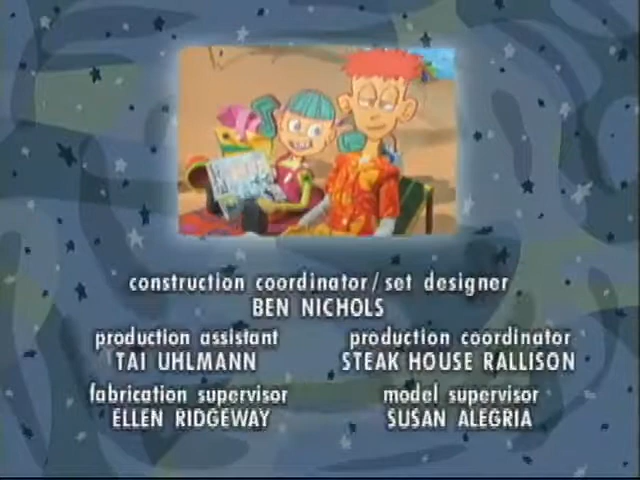 construction coordinator / set designer
BEN NICHOLS
production assistant
TAI UHLMANN
production coordinator
STEAK HOUSE RALLISON
fabrication supervisor
ELLEN RIDGEWAY
model supervisor
SUSAN ALEGRIA